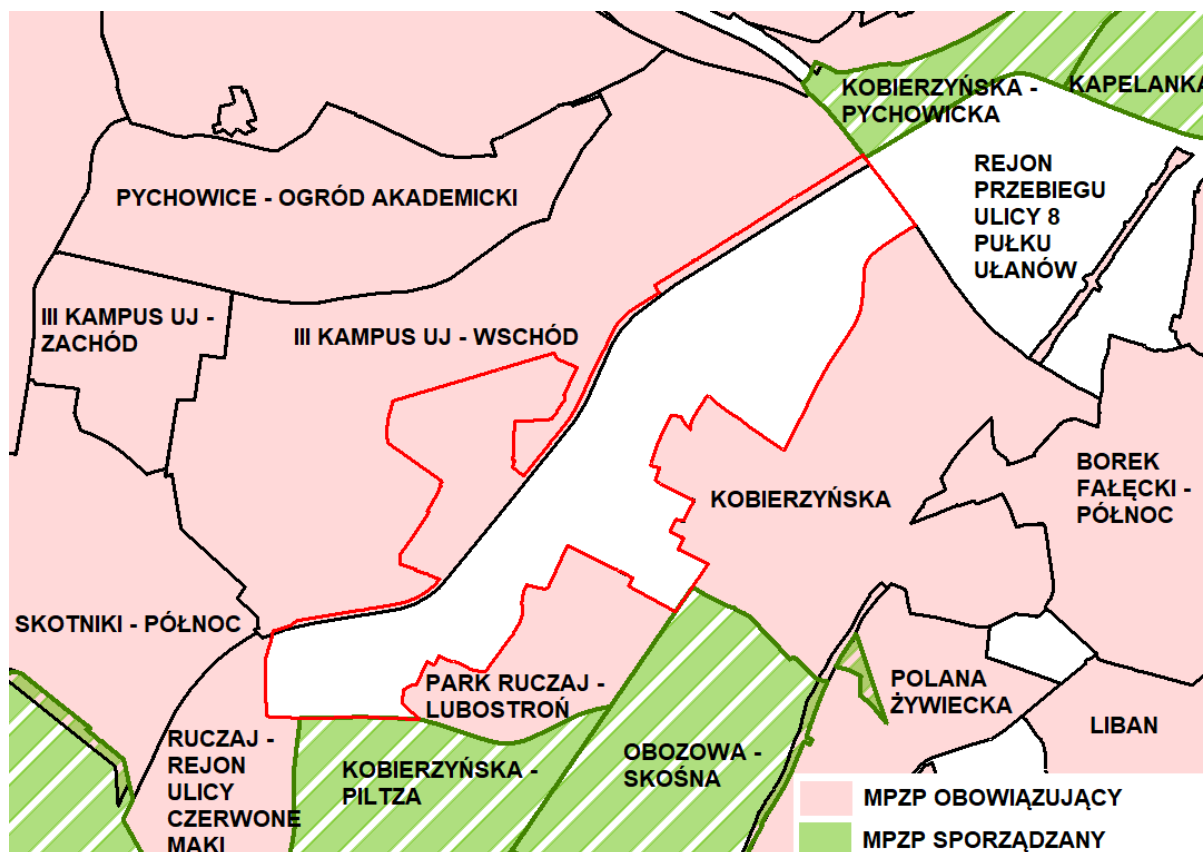 KOBIERZYŃSKA -
PYCHOWICKA
KAPELANKA
REJON
PRZEBIEGU
ULICY 8
PUŁKU
UŁANÓW
PYCHOWICE - OGRÓD AKADEMICKI
III KAMPUS UJ -
ZACHÓD
III KAMPUS UJ - WSCHÓD
KOBIERZYŃSKA
BOREK
FAŁĘCKI -
PÓŁNOC
SKOTNIKI - PÓŁNOC
PARK RUCZAJ -
LUBOSTROŃ
POLANA
ŻYWIECKA
LIBAN
RUCZAJ -
REJON
ULICY
CZERWONE
MAKI
KOBIERZYŃSKA -
PILTZA
OBOZOWA -
SKOŚNA
MPZP OBOWIĄZUJĄCY
MPZP SPORZĄDZANY